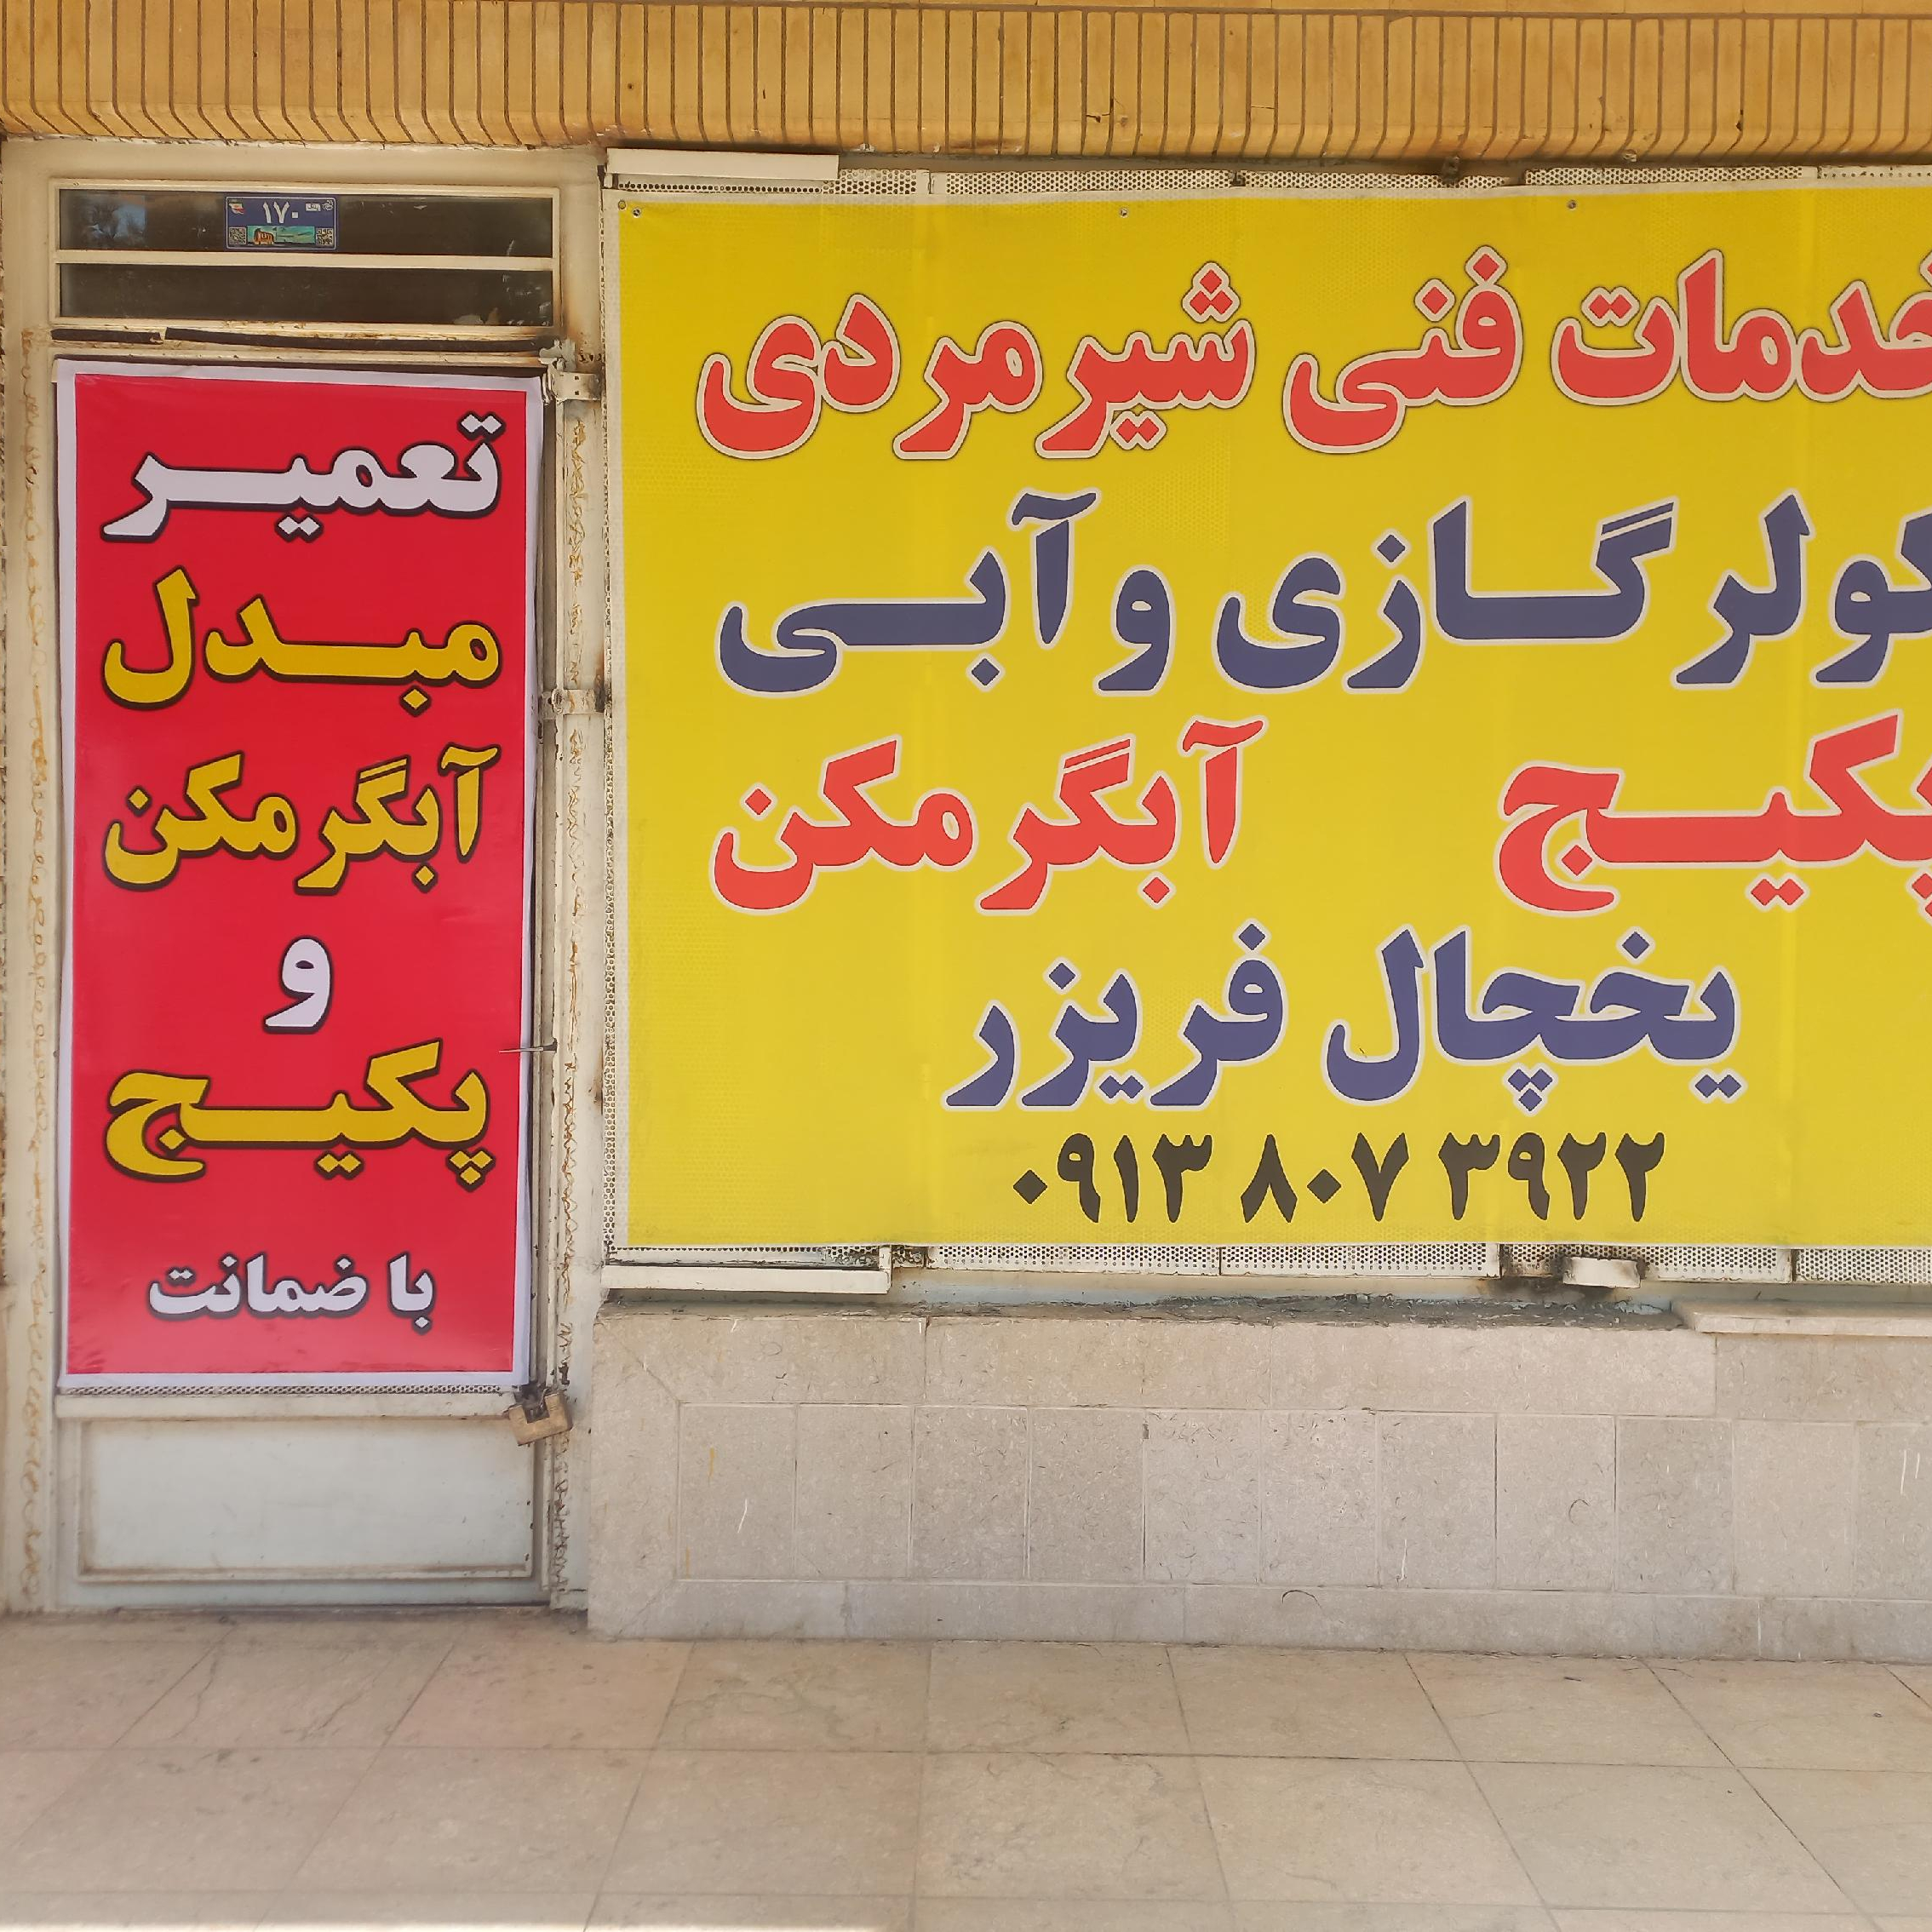 خدمات فنی شیرمردی
کولر گازی و آبی
پکیج آبگرمکن
یخچال فریزر
۰۹۱۳ ۸۰۷ ۳۹۲۲
۱۷۰
تعمیر
مبدل
آبگرمکن
و
پکیج
با ضمانت